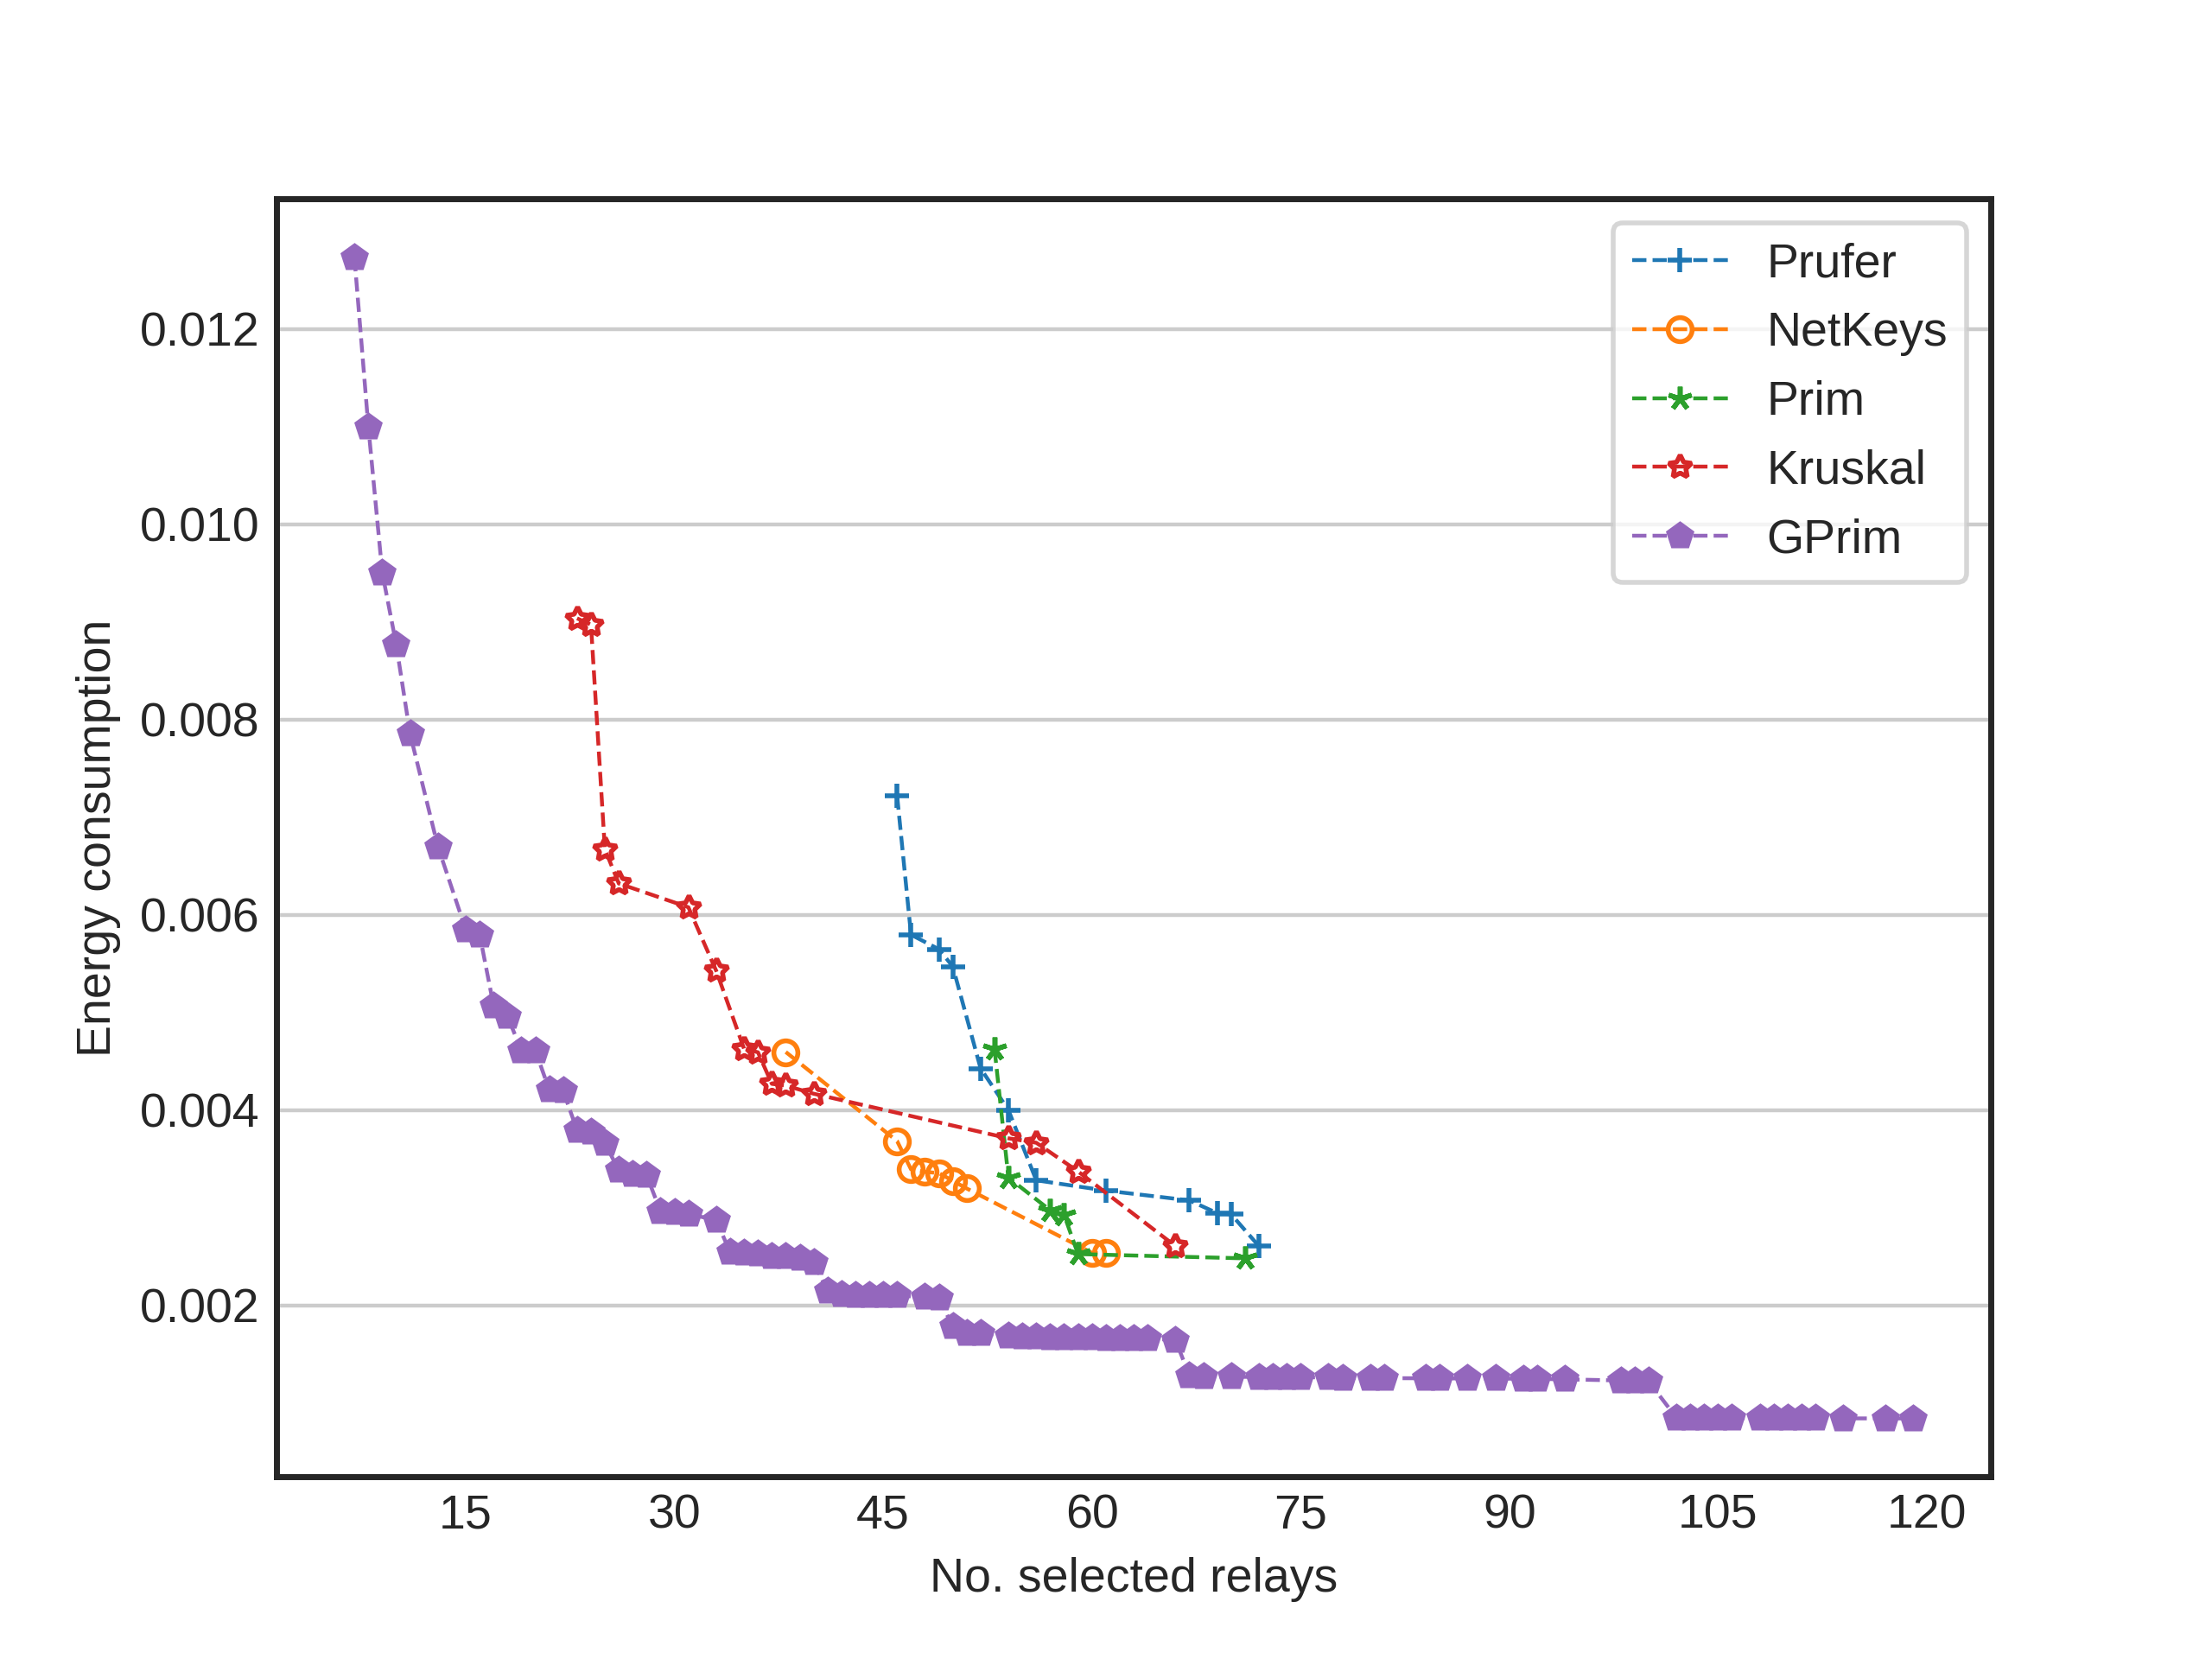 Prufer
NetKeys
Prim
Kruskal
GPrim
0.012
0.010
0.008
0.006
0.004
0.002
Energy consumption
15 30 45 60 75 90 105 120
No. selected relays